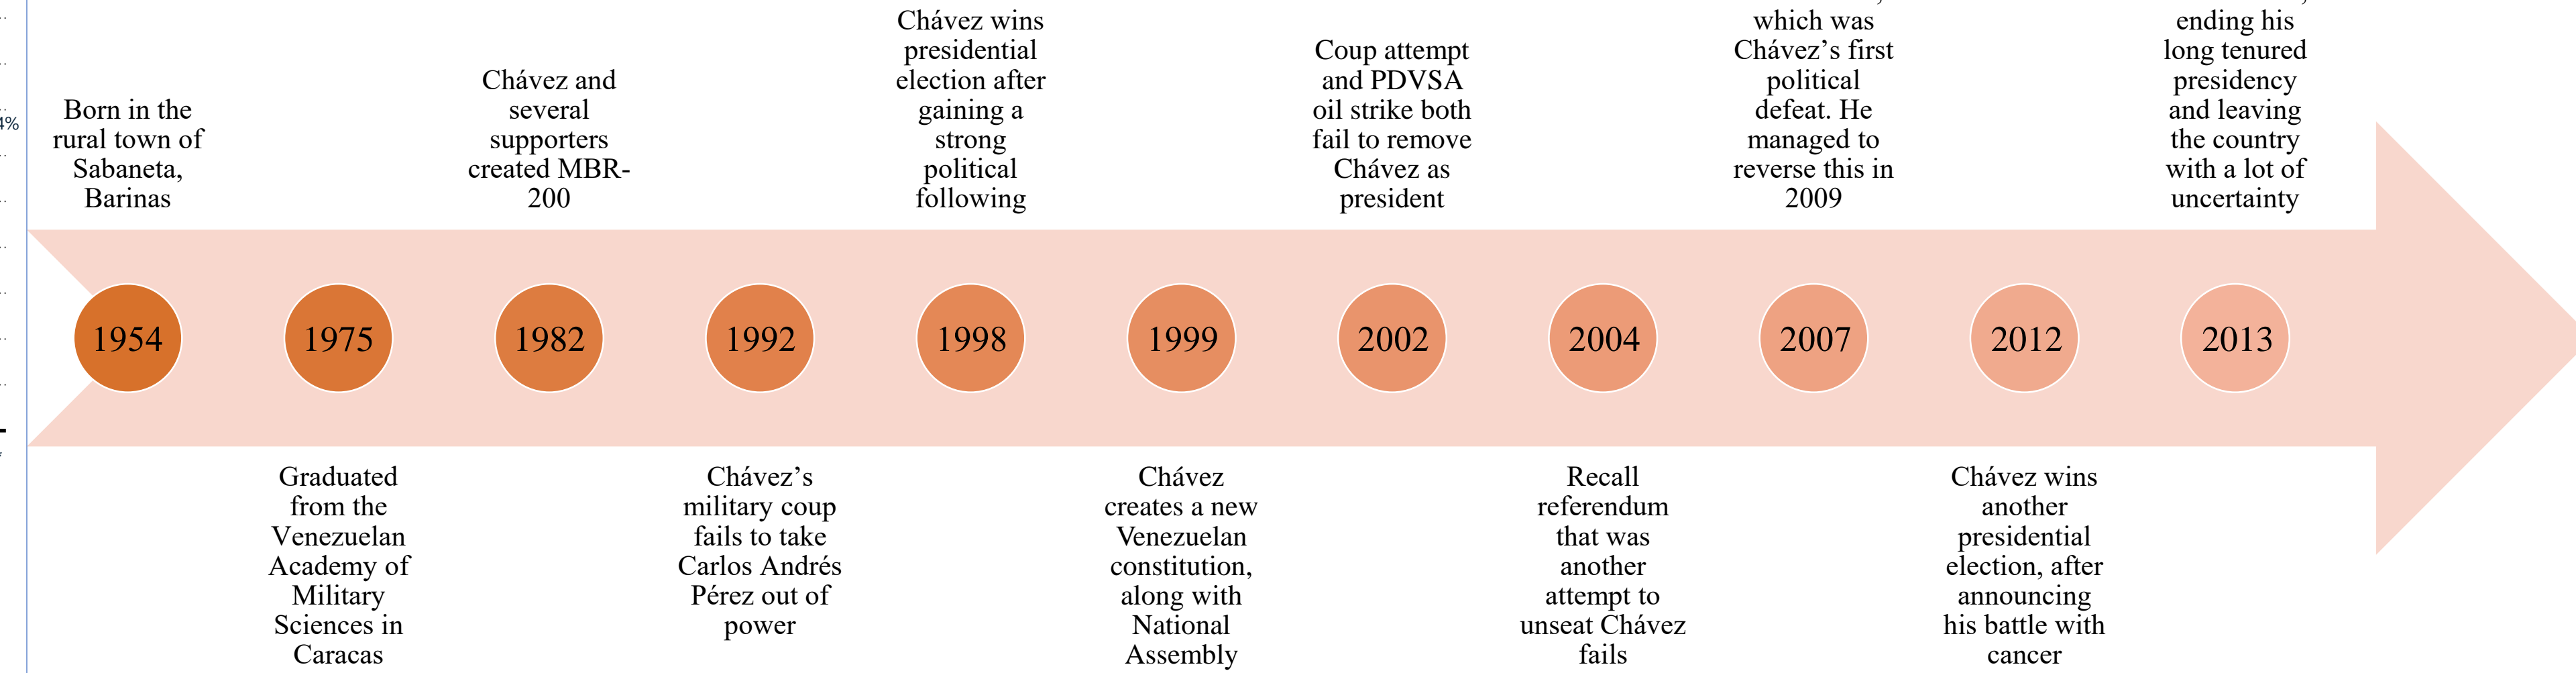 4%
Born in the
rural town of
Sabaneta,
Barinas
1954
Graduated
from the
Venezuelan
Academy of
Military
Sciences in
Caracas
1975
Chávez and
several
supporters
created MBR-
200
1982
Chávez’s
military coup
fails to take
Carlos Andrés
Pérez out of
power
1992
Chávez wins
presidential
election after
gaining a
strong
political
following
1998
Chávez
creates a new
Venezuelan
constitution,
along with
National
Assembly
1999
Coup attempt
and PDVSA
oil strike both
fail to remove
Chávez as
president
2002
Recall
referendum
that was
another
attempt to
unseat Chávez
fails
2004
which was
Chávez’s first
political
defeat. He
managed to
reverse this in
2009
2007
Chávez wins
another
presidential
election, after
announcing
his battle with
cancer
2012
ending his
long tenured
presidency
and leaving
the country
with a lot of
uncertainty
2013